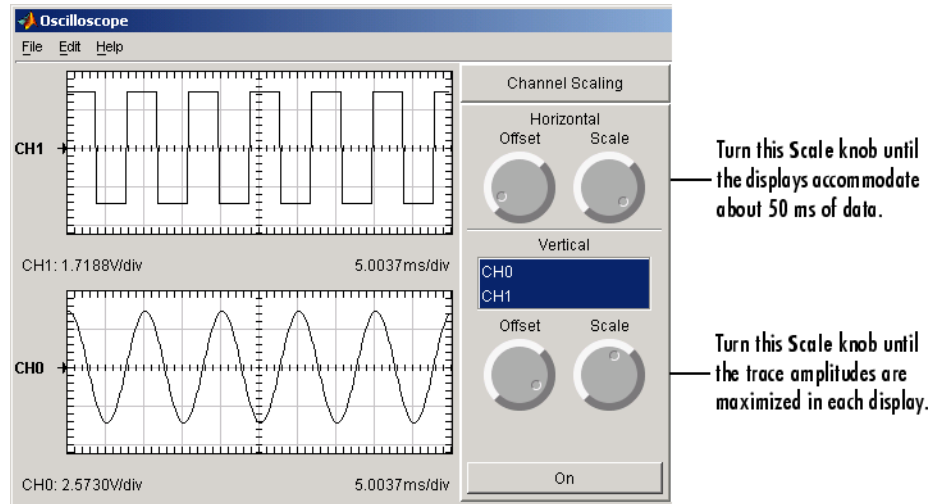 Oscilloscope
File Edit Help
CH1
CH1: 1.7188V/div 5.0037ms/div
CH0
CH0: 2.5730V/div 5.0037ms/div
Channel Scaling
Horizontal
Offset Scale
Vertical
CH0
CH1
Offset Scale
On
Turn this Scale knob until
the displays accommodate
about 50 ms of data.
Turn this Scale knob until
the trace amplitudes are
maximized in each display.